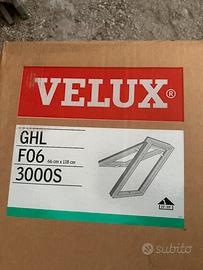 VELUX®
GHL
F06 66 cm x 118 cm
3000S
subito